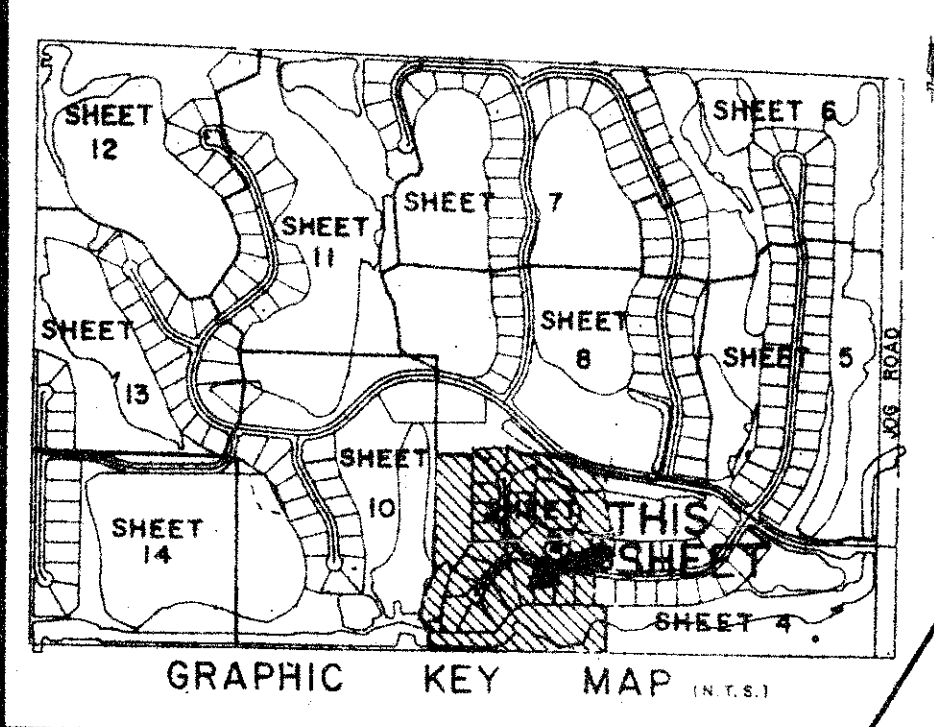 SHEET 12
SHEET 6
SHEET 7
SHEET 11
SHEET 8
SHEET 5
JOG ROAD
SHEET 13
SHEET 10
SHEET 14
SHEET
THIS SHEET
SHEET 4
GRAPHIC KEY MAP (N.T.S.)